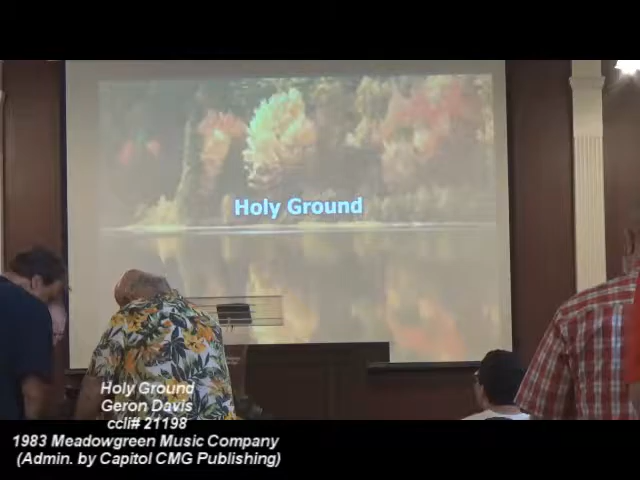 Holy Ground
Holy Ground
Geron Davis
ccli# 21198
1983 Meadowgreen Music Company
(Admin. by Capitol CMG Publishing)